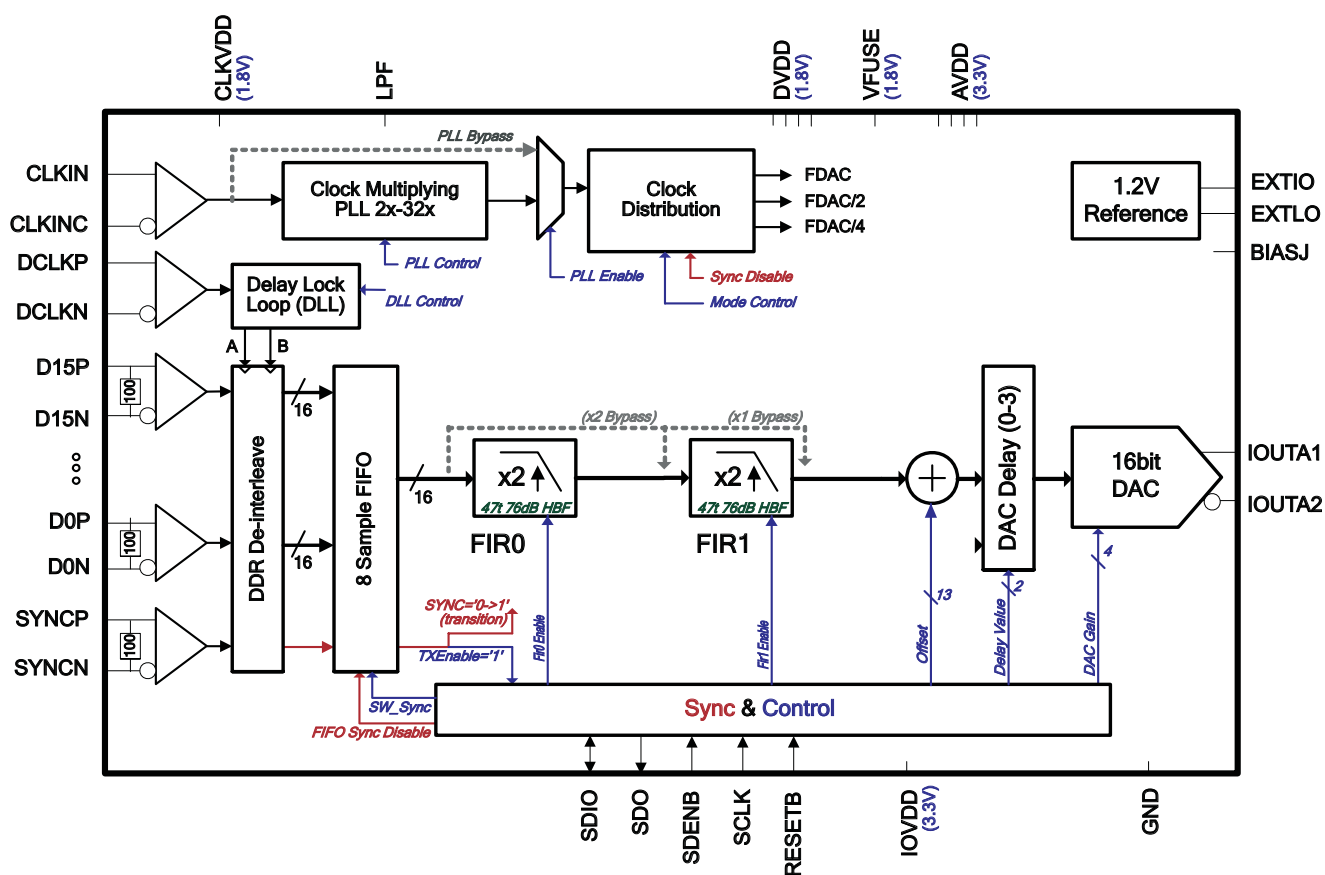 CLKVDD
(1.8V)
LPF
DVDD
(1.8V)
VFUSE
(1.8V)
AVDD
(3.3V)
PLL Bypass
CLKIN
CLKINC
Clock Multiplying
PLL 2x-32x
Clock
Distribution
FDAC
FDAC/2
FDAC/4
1.2V
Reference
EXTIO
EXTLO
BIASJ
PLL Control
PLL Enable
Sync Disable
Mode Control
DCLKP
DCLKN
Delay Lock
Loop (DLL)
DLL Control
A
B
D15P
100
D15N
16
DDR De-interleave
8 Sample FIFO
D0P
100
D0N
16
16
(x2 Bypass)
(x1 Bypass)
x2
47t 76dB HBF
FIR0
x2
47t 76dB HBF
FIR1
DAC Delay (0-3)
16bit
DAC
IOUTA1
IOUTA2
SYNCP
100
SYNCN
SYNC='0->1'
(transition)
TXEnable='1'
Fir0 Enable
Fir1 Enable
13
Offset
2
Delay Value
4
DAC Gain
SW_Sync
FIFO Sync Disable
Sync & Control
SDIO
SDO
SDENB
SCLK
RESETB
IOVDD
(3.3V)
GND